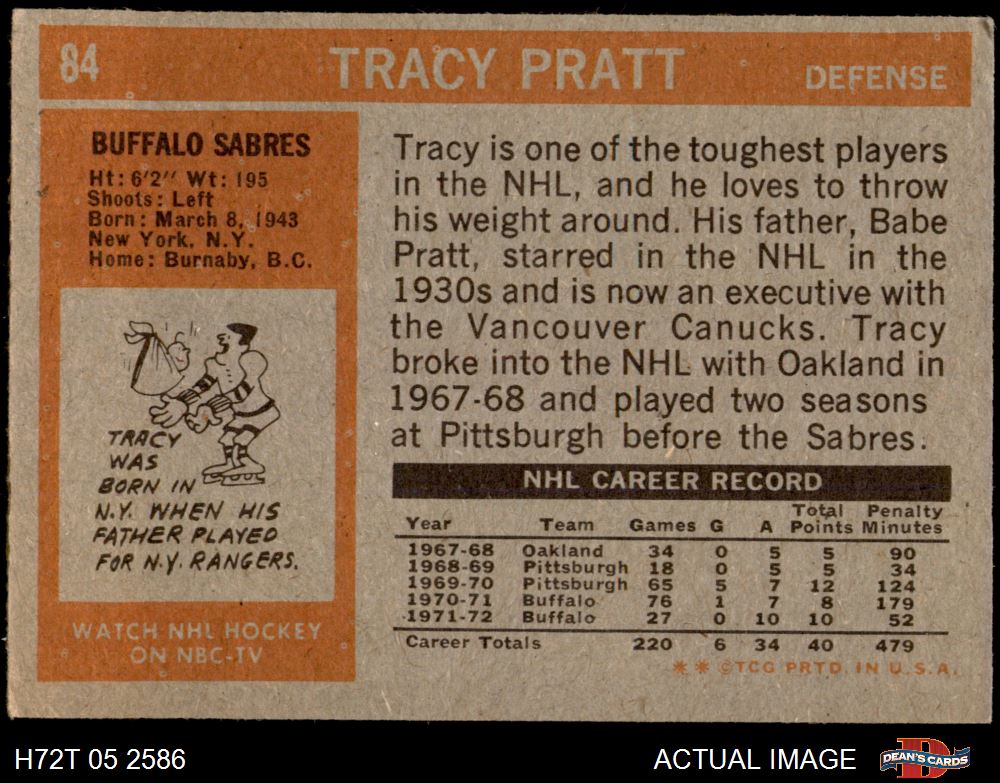 84 TRACY PRATT DEFENSE
BUFFALO SABRES
Ht: 6'2" Wt: 195
Shoots: Left
Born: March 8, 1943
New York, N.Y.
Home: Burnaby, B.C.
TRACY
WAS
BORN IN
N.Y. WHEN HIS
FATHER PLAYED
FOR N.Y. RANGERS.
WATCH NHL HOCKEY
ON NBC-TV
Tracy is one of the toughest players
in the NHL, and he loves to throw
his weight around. His father, Babe
Pratt, starred in the NHL in the
1930s and is now an executive with
the Vancouver Canucks. Tracy
broke into the NHL with Oakland in
1967-68 and played two seasons
at Pittsburgh before the Sabres.
NHL CAREER RECORD
Year Team Games G A Total Points Penalty Minutes
1967-68 Oakland 34 0 5 5 90
1968-69 Pittsburgh 18 0 5 5 34
1969-70 Pittsburgh 65 5 7 12 124
1970-71 Buffalo 76 1 7 8 179
1971-72 Buffalo 27 0 10 10 52
Career Totals 220 6 34 40 479
** ©TCG PRTD. IN U.S.A.
H72T 05 2586 ACTUAL IMAGE DEAN'S CARDS